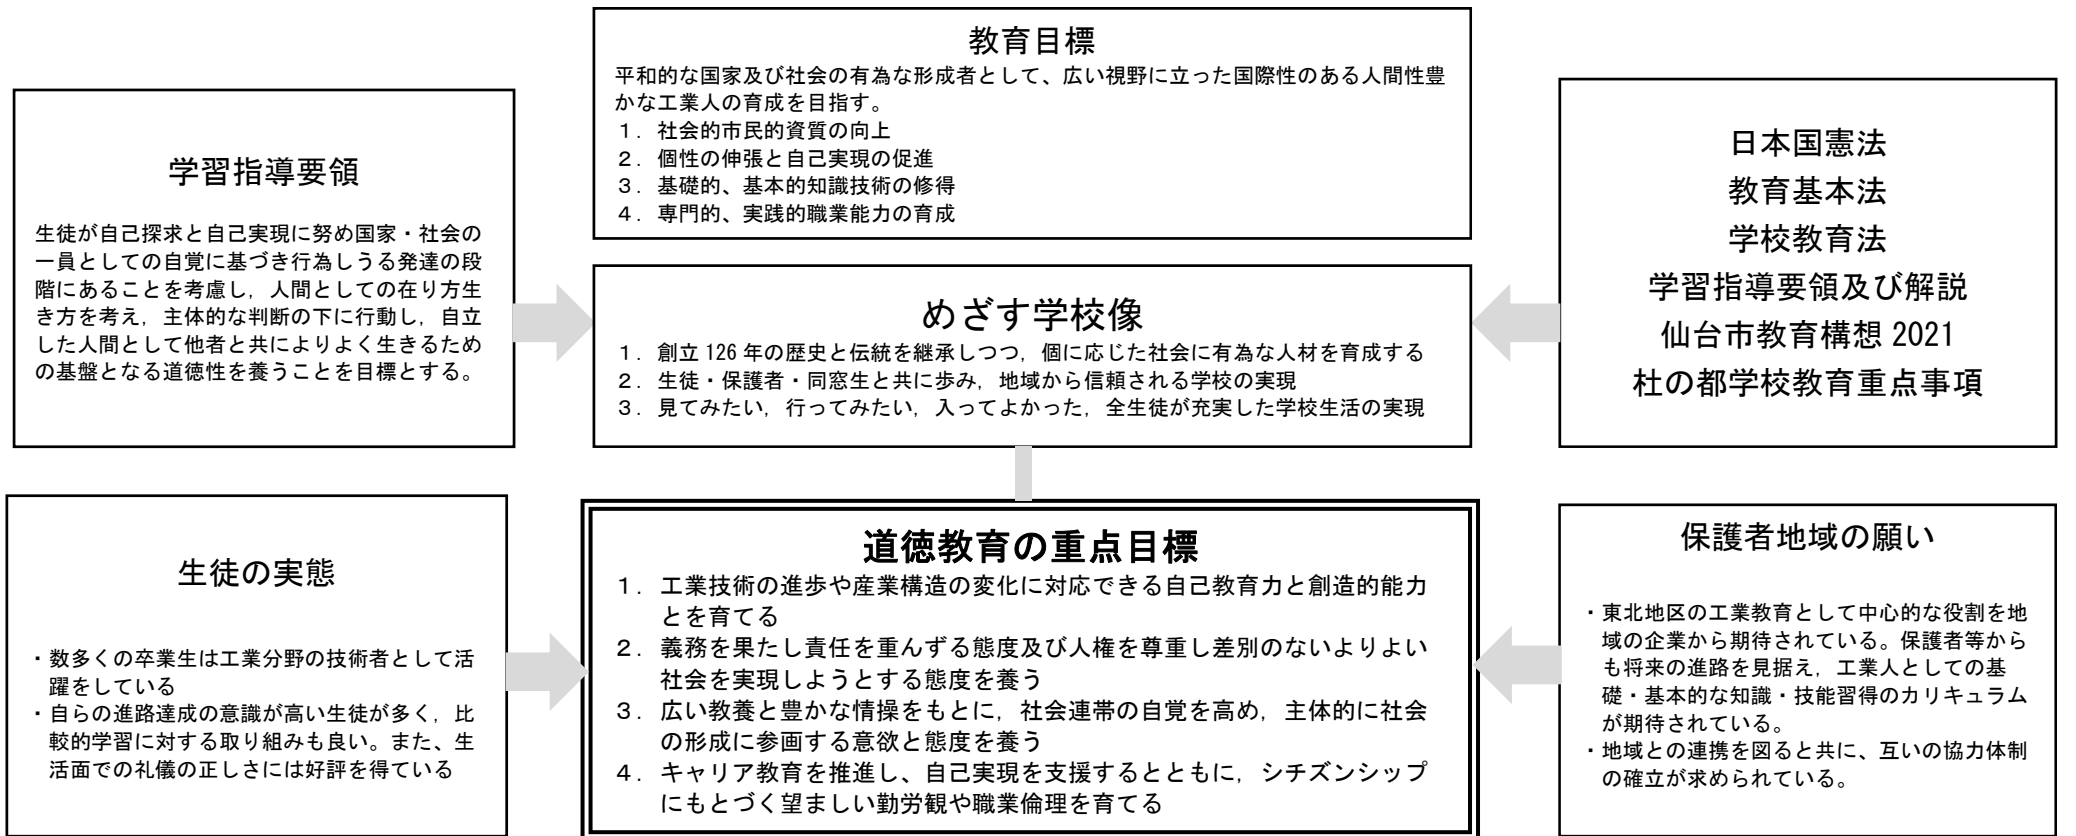 教育目標
平和的な国家及び社会の有為な形成者として、広い視野に立った国際性のある人間性豊
かな工業人の育成を目指す。
１．社会的市民的資質の向上
２．個性の伸張と自己実現の促進
３．基礎的、基本的知識技術の修得
４．専門的、実践的職業能力の育成
学習指導要領
生徒が自己探求と自己実現に努め国家・社会の
一員としての自覚に基づき行為しうる発達の段
階にあることを考慮し，人間としての在り方生
き方を考え，主体的な判断の下に行動し，自立
した人間として他者と共によりよく生きるため
の基盤となる道徳性を養うことを目標とする。
めざす学校像
１．創立 126 年の歴史と伝統を継承しつつ，個に応じた社会に有為な人材を育成する
２．生徒・保護者・同窓生と共に歩み，地域から信頼される学校の実現
３．見てみたい，行ってみたい，入ってよかった，全生徒が充実した学校生活の実現
日本国憲法
教育基本法
学校教育法
学習指導要領及び解説
仙台市教育構想 2021
杜の都学校教育重点事項
生徒の実態
・数多くの卒業生は工業分野の技術者として活
躍をしている
・自らの進路達成の意識が高い生徒が多く，比
較的学習に対する取り組みも良い。また、生
活面での礼儀の正しさには好評を得ている
道徳教育の重点目標
１．工業技術の進歩や産業構造の変化に対応できる自己教育力と創造的能力
とを育てる
２．義務を果たし責任を重んずる態度及び人権を尊重し差別のないよりよい
社会を実現しようとする態度を養う
３．広い教養と豊かな情操をもとに，社会連帯の自覚を高め，主体的に社会
の形成に参画する意欲と態度を養う
４．キャリア教育を推進し、自己実現を支援するとともに，シチズンシップ
にもとづく望ましい勤労観や職業倫理を育てる
保護者地域の願い
・東北地区の工業教育として中心的な役割を地
域の企業から期待されている。保護者等から
も将来の進路を見据え，工業人としての基
礎・基本的な知識・技能習得のカリキュラム
が期待されている。
・地域との連携を図ると共に、互いの協力体制
の確立が求められている。